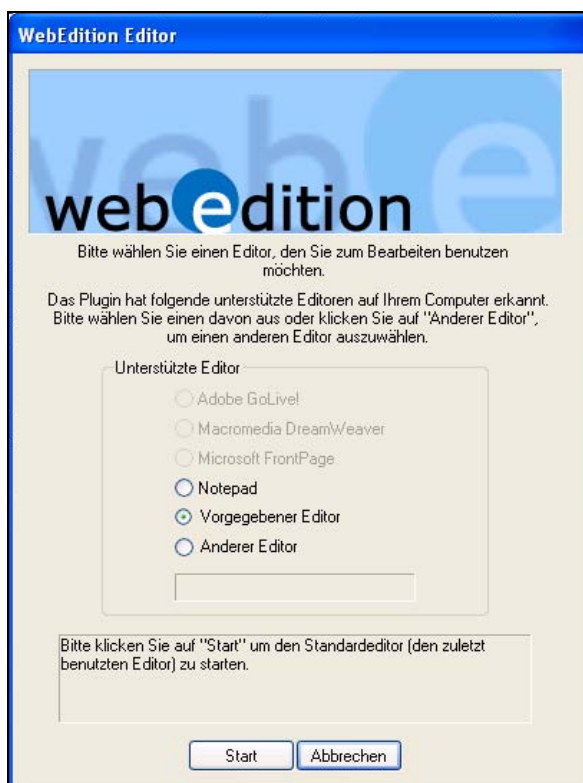 WebEdition Editor
web e
webedition
Bitte wählen Sie einen Editor, den Sie zum Bearbeiten benutzen
möchten.
Das Plugin hat folgende unterstützte Editoren auf Ihrem Computer erkannt.
Bitte wählen Sie einen davon aus oder klicken Sie auf "Anderer Editor",
um einen anderen Editor auszuwählen.
Unterstützte Editor
Adobe GoLive!
Macromedia DreamWeaver
Microsoft FrontPage
Notepad
Vorgegebener Editor
Anderer Editor
Bitte klicken Sie auf "Start" um den Standardeditor (den zuletzt
benutzten Editor) zu starten.
Start
Abbrechen